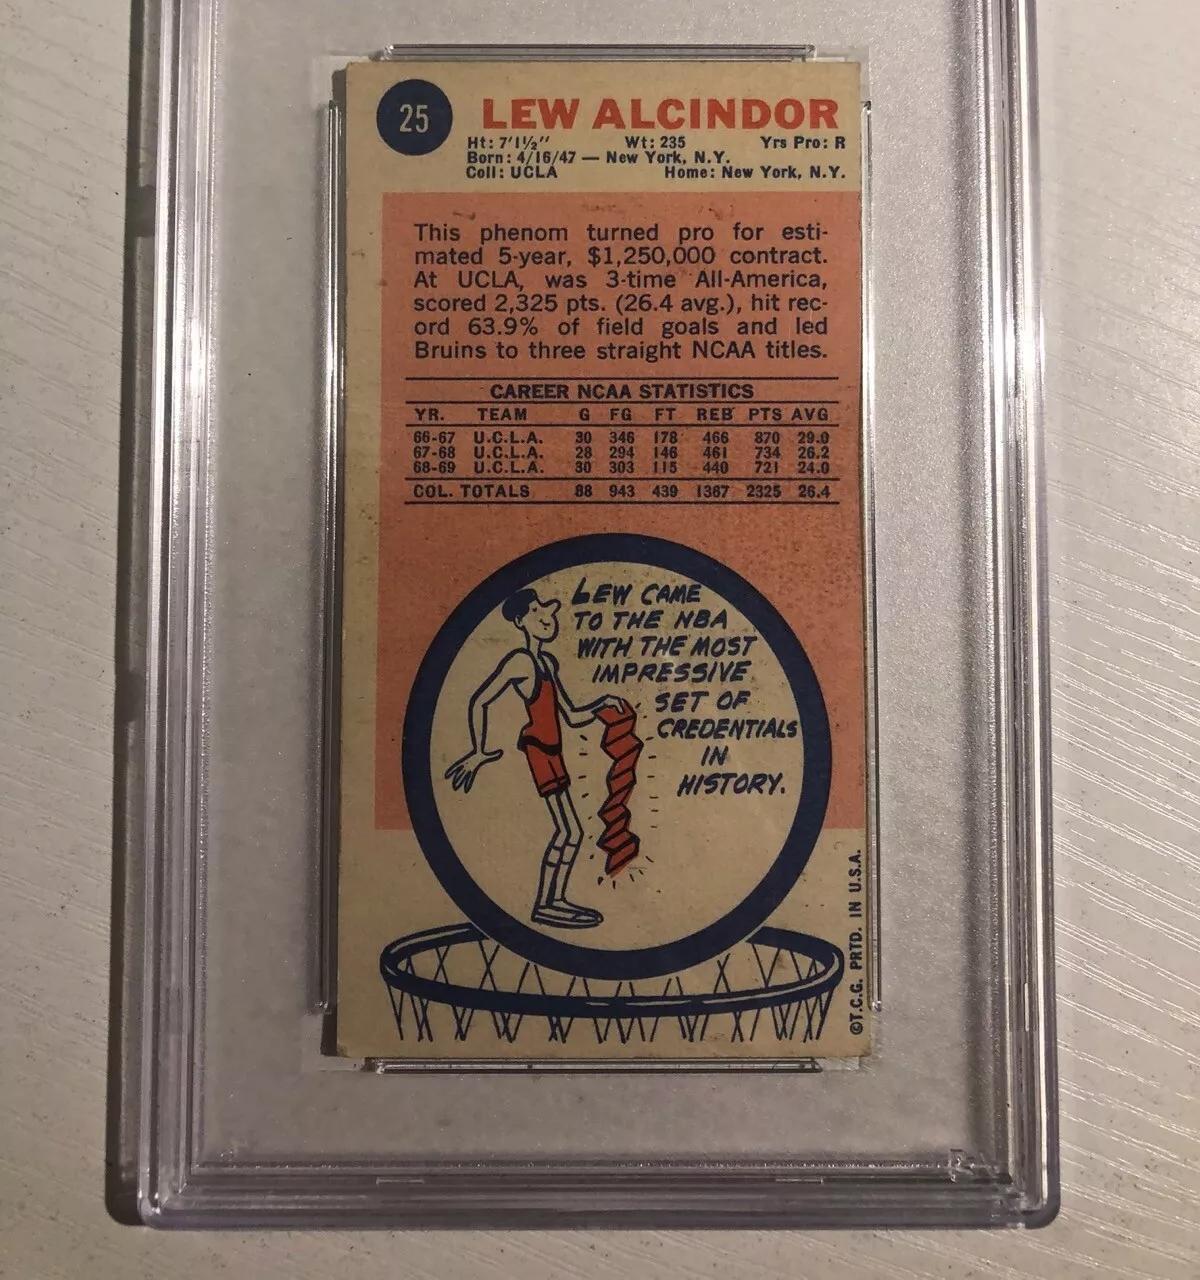 25
LEW ALCINDOR
Ht: 7'1½" Wt: 235 Yrs Pro: R
Born: 4/16/47 — New York, N.Y.
Coll: UCLA Home: New York, N.Y.
This phenom turned pro for esti-
mated 5-year, $1,250,000 contract.
At UCLA, was 3-time All-America,
scored 2,325 pts. (26.4 avg.), hit rec-
ord 63.9% of field goals and led
Bruins to three straight NCAA titles.
CAREER NCAA STATISTICS
YR. TEAM G FG FT REB PTS AVG
66-67 U.C.L.A. 30 346 178 466 870 29.0
67-68 U.C.L.A. 28 294 146 461 734 26.2
68-69 U.C.L.A. 30 303 115 440 721 24.0
COL. TOTALS 88 943 439 1367 2325 26.4
LEW CAME
TO THE NBA
WITH THE MOST
IMPRESSIVE
SET OF
CREDENTIALS
IN
HISTORY.
©T.C.G. PRTD. IN U.S.A.